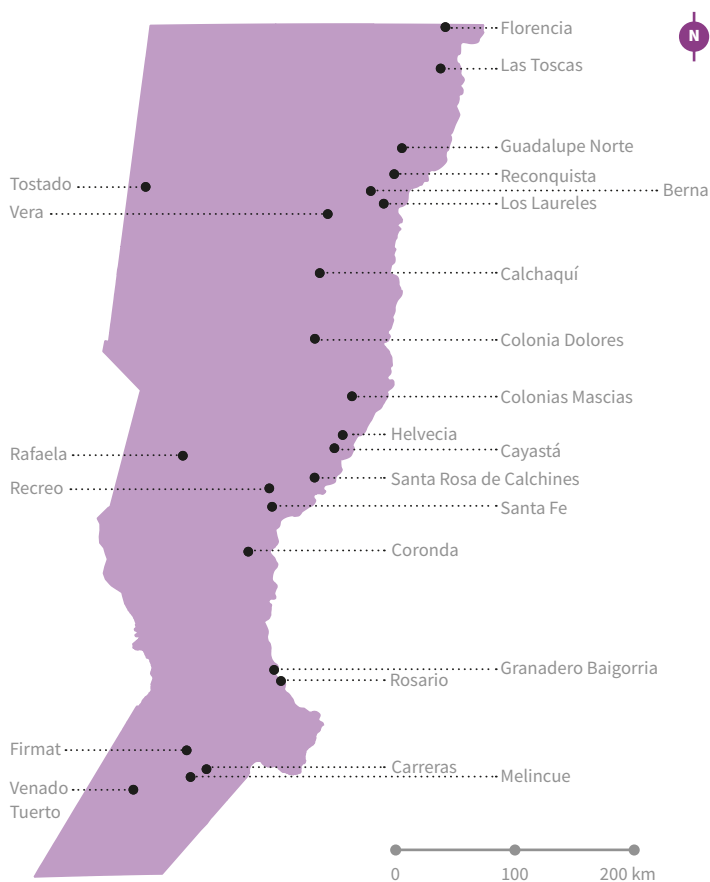 Florencia
N
Las Toscas
Guadalupe Norte
Reconquista
Tostado
Berna
Los Laureles
Vera
Calchaquí
Colonia Dolores
Colonias Mascias
Helvecia
Cayastá
Rafaela
Santa Rosa de Calchines
Recreo
Santa Fe
Coronda
Granadero Baigorria
Rosario
Firmat
Carreras
Melincue
Venado
Tuerto
0 100 200 km